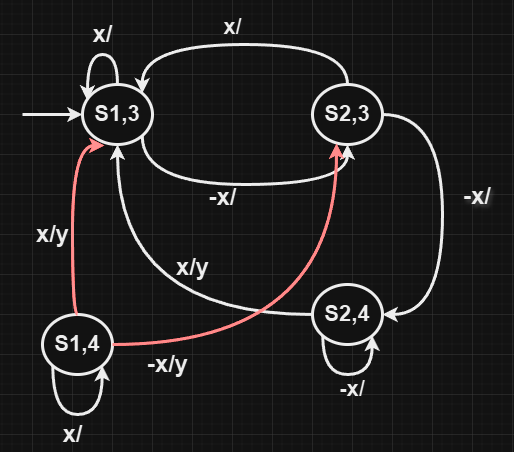 x/
x/
S1,3
S2,3
-x/
-x/
x/y
x/y
S2,4
S1,4
-x/y
-x/
x/